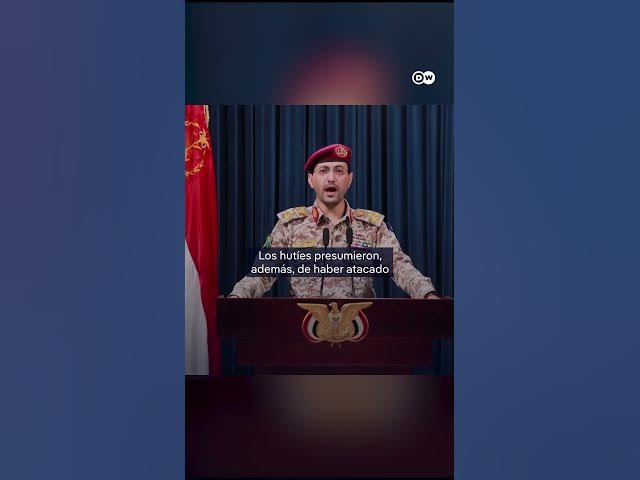 DW
Los hutíes presumieron,
además, de haber atacado